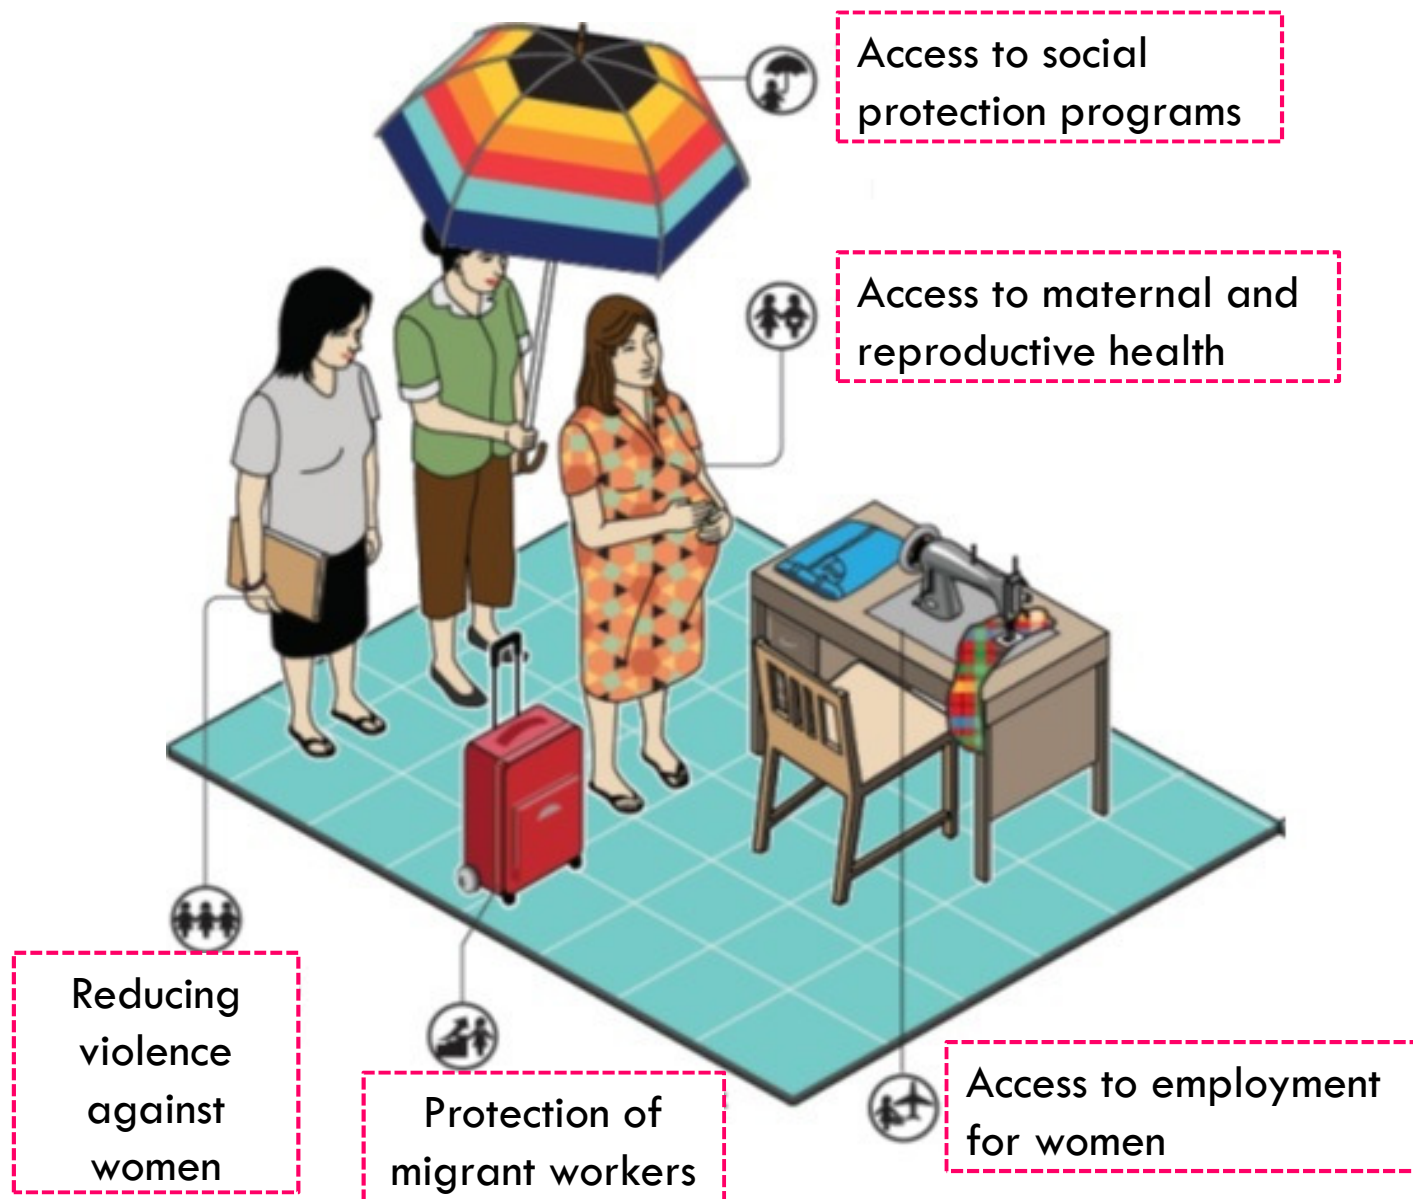 Access to social
protection programs
Access to maternal and
reproductive health
Reducing
violence
against
women
Protection of
migrant workers
Access to employment
for women